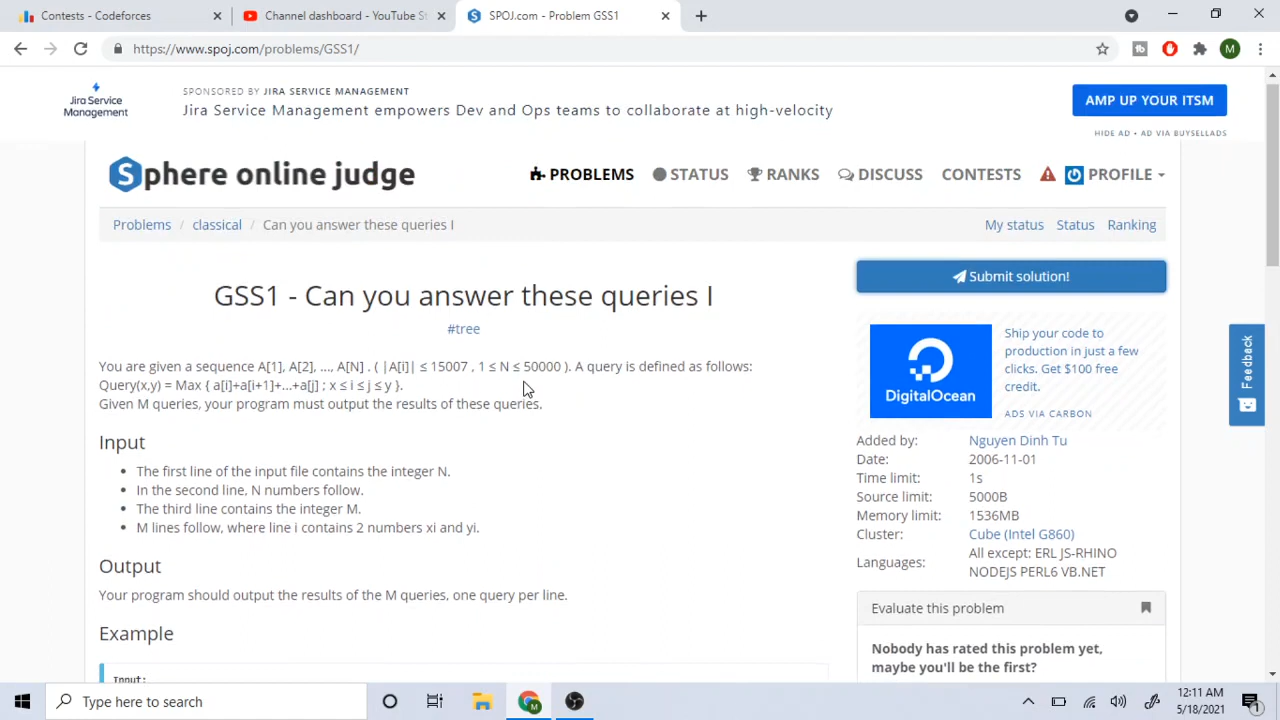 Contests - Codeforces
Channel dashboard - YouTube St
SPOJ.com - Problem GSS1
https://www.spoj.com/problems/GSS1/
M
Jira Service
Management
SPONSORED BY JIRA SERVICE MANAGEMENT
Jira Service Management empowers Dev and Ops teams to collaborate at high-velocity
AMP UP YOUR ITSM
HIDE AD • AD VIA BUYSELLADS
Sphere online judge
PROBLEMS
STATUS
RANKS
DISCUSS
CONTESTS
PROFILE
Problems / classical / Can you answer these queries I
My status Status Ranking
GSS1 - Can you answer these queries I
#tree
You are given a sequence A[1], A[2], ..., A[N] . ( |A[i]| ≤ 15007 , 1 ≤ N ≤ 50000 ). A query is defined as follows:
Query(x,y) = Max { a[i]+a[i+1]+...+a[j] ; x ≤ i ≤ j ≤ y }.
Given M queries, your program must output the results of these queries.
Input
The first line of the input file contains the integer N.
In the second line, N numbers follow.
The third line contains the integer M.
M lines follow, where line i contains 2 numbers xi and yi.
Output
Your program should output the results of the M queries, one query per line.
Example
Input:
Submit solution!
DigitalOcean
Ship your code to
production in just a few
clicks. Get $100 free
credit.
ADS VIA CARBON
Added by: Nguyen Dinh Tu
Date: 2006-11-01
Time limit: 1s
Source limit: 5000B
Memory limit: 1536MB
Cluster: Cube (Intel G860)
Languages: All except: ERL JS-RHINO
NODEJS PERL6 VB.NET
Evaluate this problem
Nobody has rated this problem yet,
maybe you'll be the first?
Feedback
Type here to search
M
12:11 AM
5/18/2021